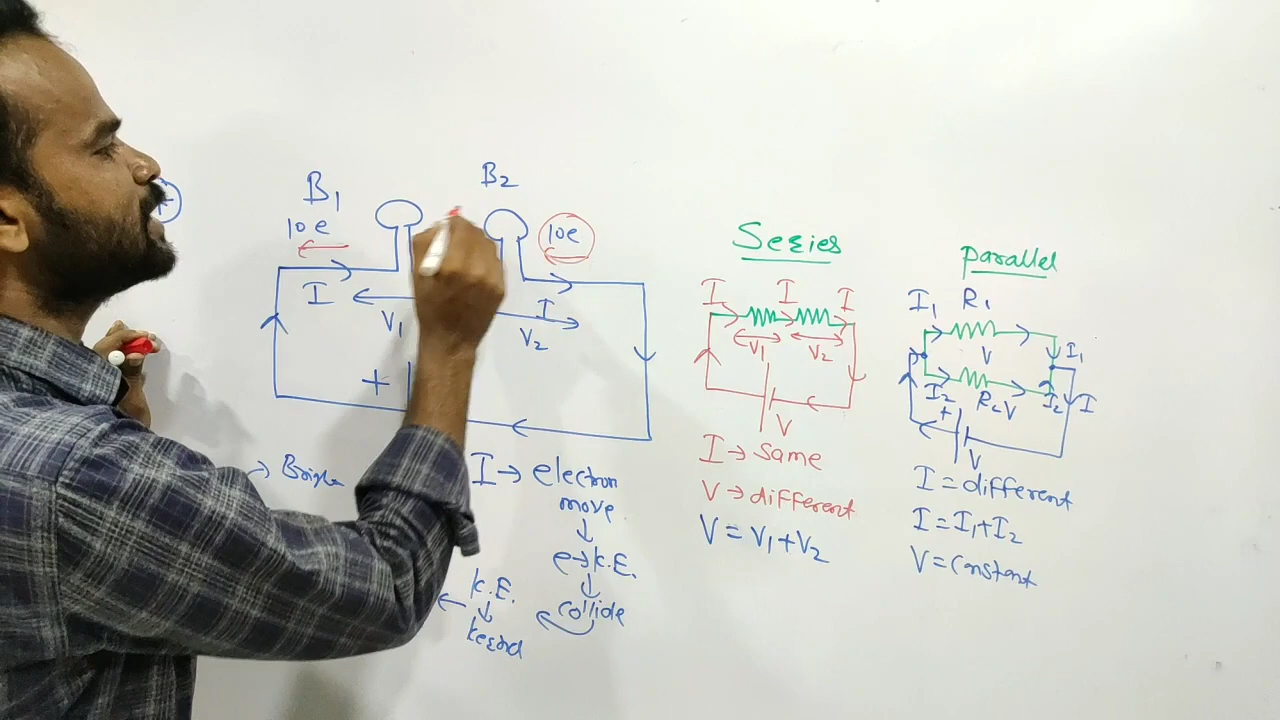 B1
10e
I
V1
+
B2
10e
I
V2
+
I → electron
move
↓
e→K.E.
↓
collide
K.E.
↓
Series
I I I
V1 V2
V
I → same
V → different
V = V1+V2
parallel
I1 R1
V
I1
I2 R2 V I2 I
+
V
I = different
I = I1+I2
V = Constant